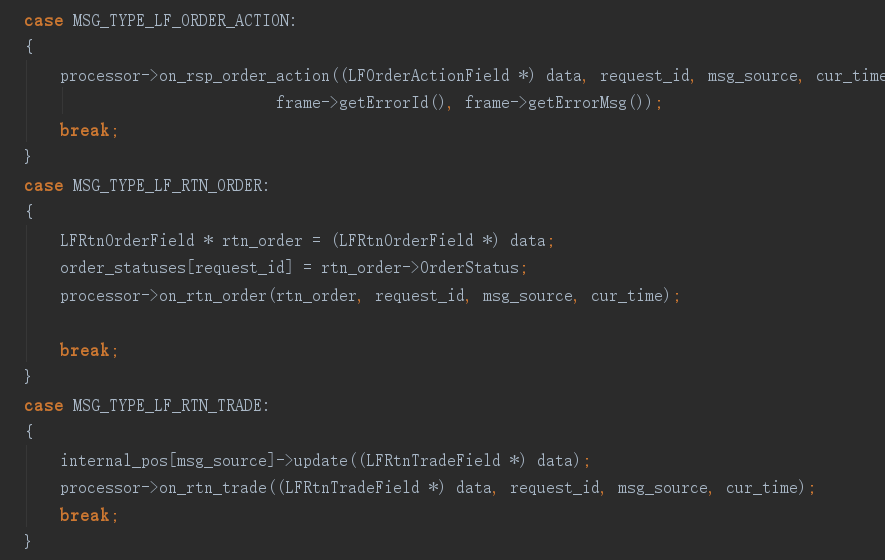 case MSG_TYPE_LF_ORDER_ACTION:
{
processor->on_rsp_order_action((LFOrderActionField *) data, request_id, msg_source, cur_time
frame->getErrorId(), frame->getErrorMsg());
break;
}
case MSG_TYPE_LF_RTN_ORDER:
{
LFRtnOrderField * rtn_order = (LFRtnOrderField *) data;
order_statuses[request_id] = rtn_order->OrderStatus;
processor->on_rtn_order(rtn_order, request_id, msg_source, cur_time);
break;
}
case MSG_TYPE_LF_RTN_TRADE:
{
internal_pos[msg_source]->update((LFRtnTradeField *) data);
processor->on_rtn_trade((LFRtnTradeField *) data, request_id, msg_source, cur_time);
break;
}